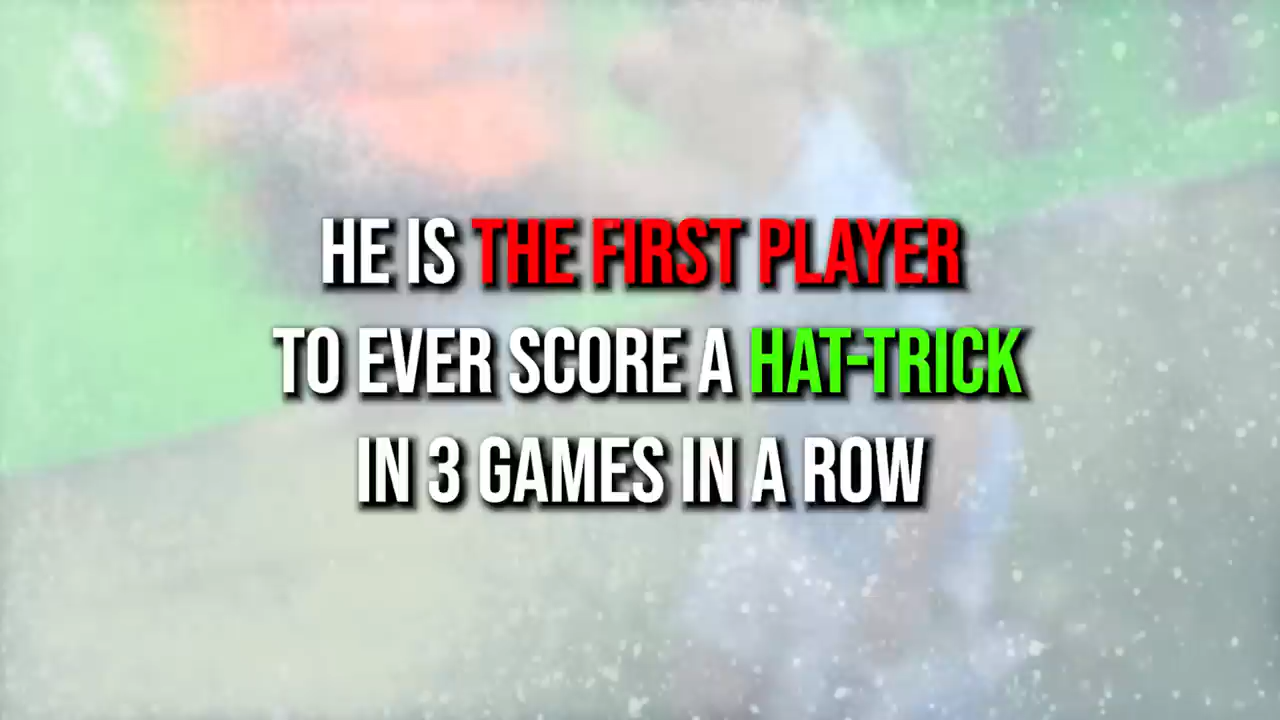 HE IS THE FIRST PLAYER
TO EVER SCORE A HAT-TRICK
IN 3 GAMES IN A ROW